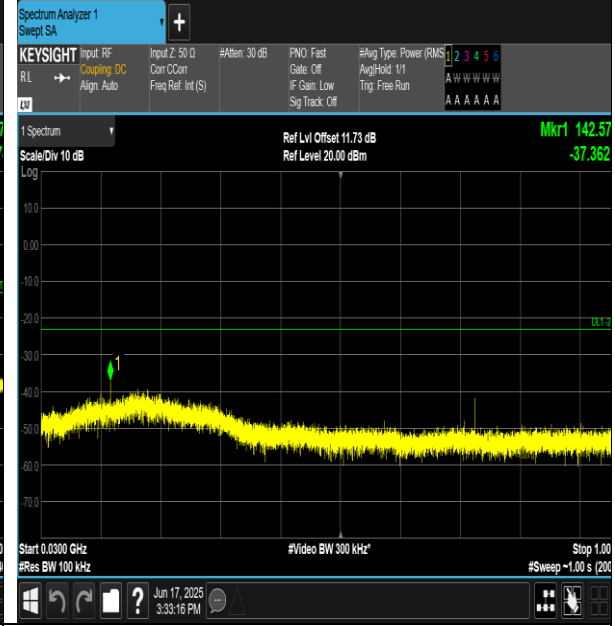 Spectrum Analyzer 1
Swept SA
+
KEYSIGHT Input: RF Input Z: 50 Ω #Atten: 30 dB PNO: Fast #Avg Type: Power (RMS 1 2 3 4 5 6
RL Coupling: DC Corr CCorr Gate: Off Avg|Hold: 1/1 A W W W W W
Align: Auto Freq Ref: Int (S) IF Gain: Low Trig: Free Run
LXI Sig Track: Off A A A A A A
1 Spectrum Ref Lvl Offset 11.73 dB Mkr1 142.57
Scale/Div 10 dB Ref Level 20.00 dBm -37.362
Log
10.0
0.00
-10.0
-20.0
DL1 -2
-30.0
1
-40.0
-50.0
-60.0
-70.0
Start 0.0300 GHz #Video BW 300 kHz* Stop 1.00
#Res BW 100 kHz #Sweep ~1.00 s (200
? Jun 17, 2025
3:33:16 PM